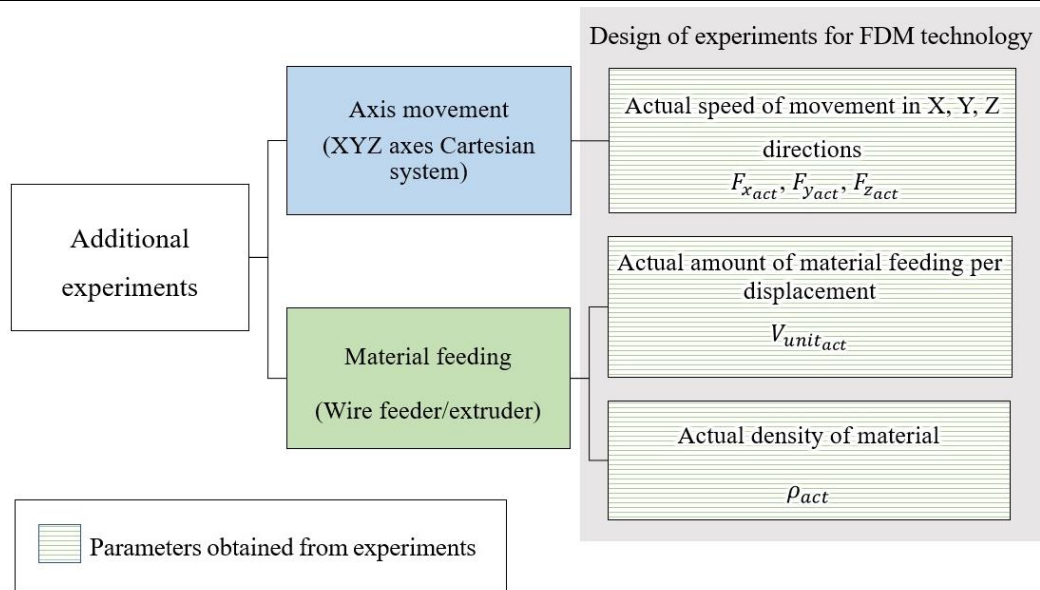 Design of experiments for FDM technology
Axis movement
(XYZ axes Cartesian
system)
Actual speed of movement in X, Y, Z
directions
F_{x_{act}}, F_{y_{act}}, F_{z_{act}}
Additional
experiments
Actual amount of material feeding per
displacement
V_{unit_{act}}
Material feeding
(Wire feeder/extruder)
Actual density of material
ρ_{act}
Parameters obtained from experiments